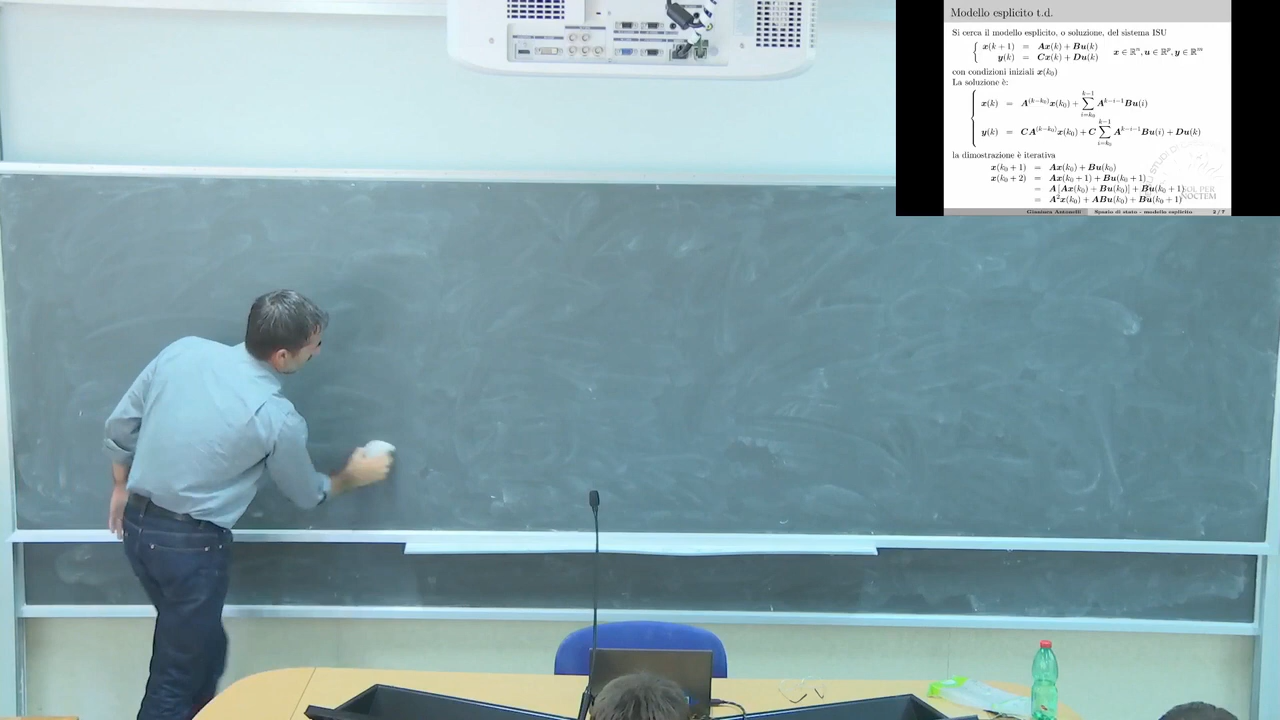 Modello esplicito t.d.
Si cerca il modello esplicito, o soluzione, del sistema ISU
x(k + 1) = Ax(k) + Bu(k)
y(k) = Cx(k) + Du(k)
x ∈ ℝⁿ, u ∈ ℝᵖ, y ∈ ℝᵐ
con condizioni iniziali x(k₀)
La soluzione è:
x(k) = A^(k−k₀) x(k₀) + ∑_{i=k₀}^{k−1} A^{k−i−1} Bu(i)
y(k) = CA^(k−k₀) x(k₀) + C ∑_{i=k₀}^{k−1} A^{k−i−1} Bu(i) + Du(k)
la dimostrazione è iterativa
x(k₀ + 1) = Ax(k₀) + Bu(k₀)
x(k₀ + 2) = Ax(k₀ + 1) + Bu(k₀ + 1)
= A [Ax(k₀) + Bu(k₀)] + Bu(k₀ + 1)
= A²x(k₀) + ABu(k₀) + Bu(k₀ + 1)
SOL PER
NOCTEM
Gianluca Antonelli Spazio di stato - modello esplicito 2 / 7